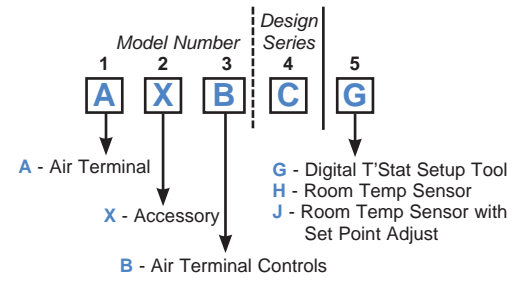 Design
Model Number Series
1 2 3 4 5
A X B C G
A - Air Terminal
G - Digital T'Stat Setup Tool
H - Room Temp Sensor
J - Room Temp Sensor with
Set Point Adjust
X - Accessory
B - Air Terminal Controls